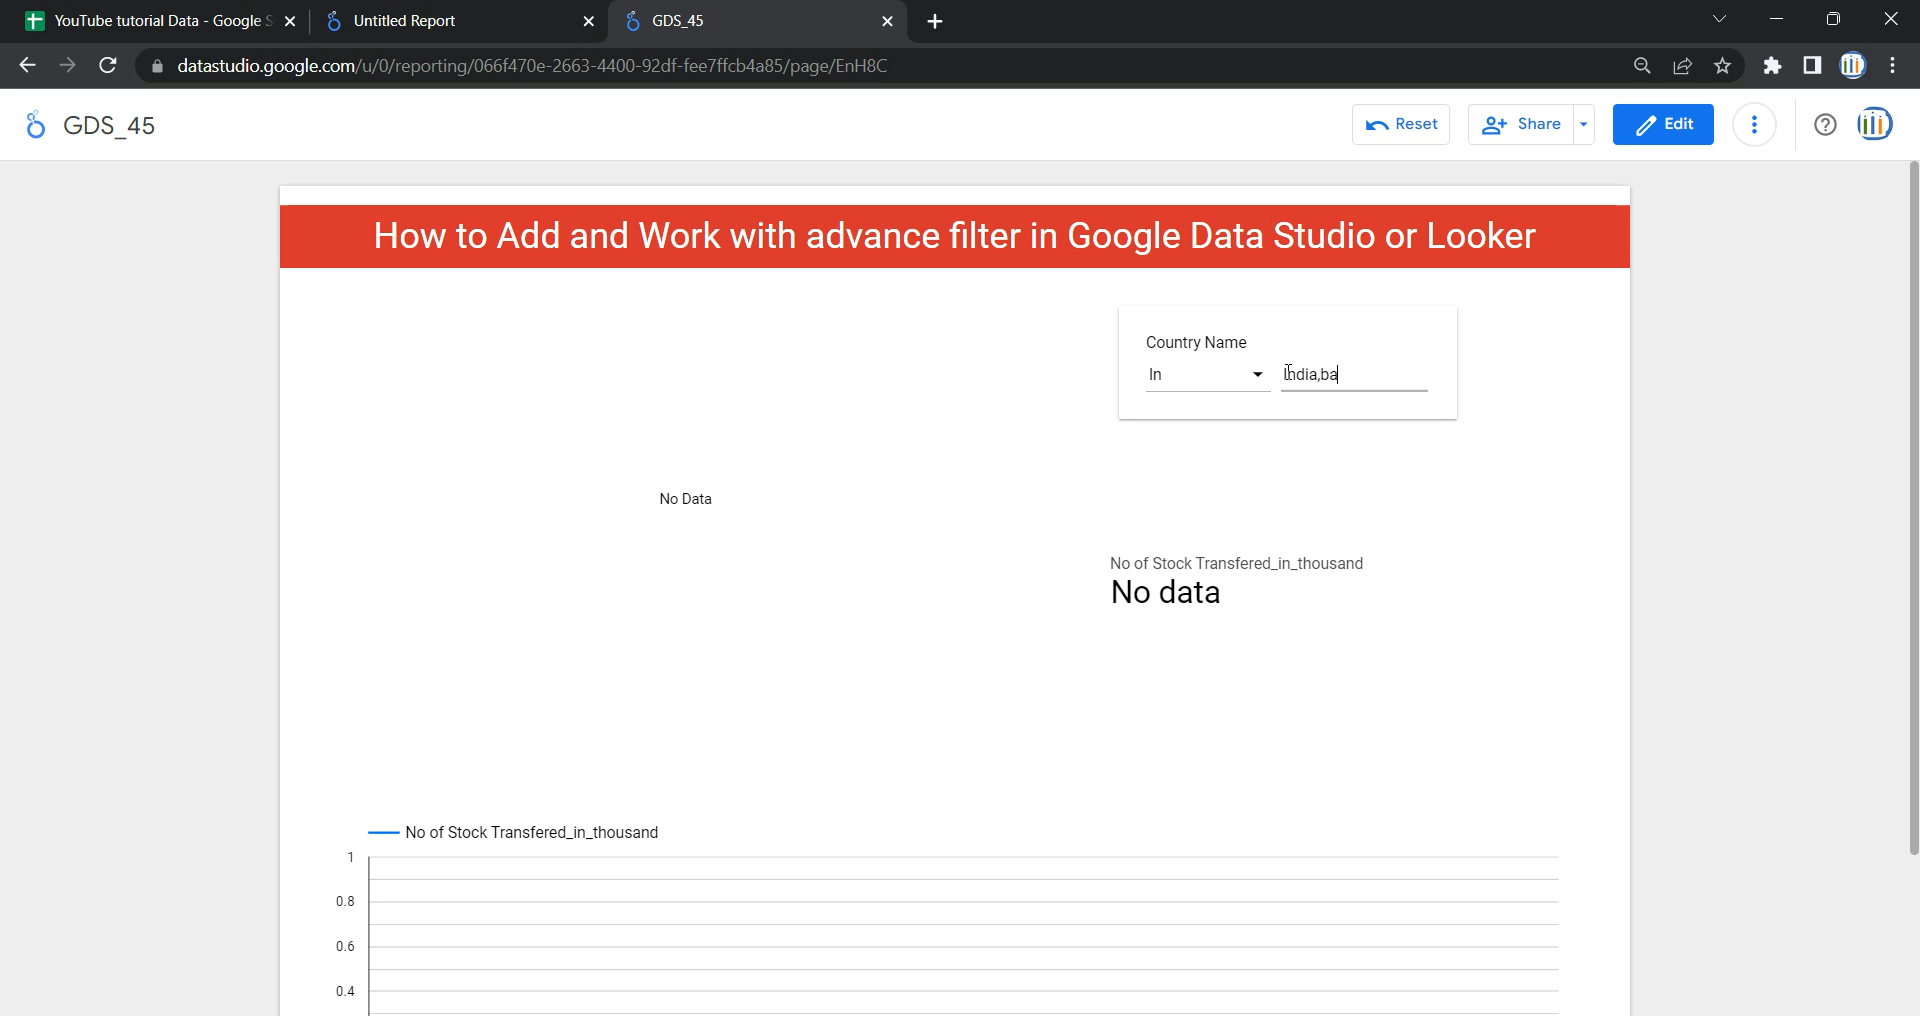 YouTube tutorial Data - Google S
Untitled Report
GDS_45
datastudio.google.com/u/0/reporting/066f470e-2663-4400-92df-fee7ffcb4a85/page/EnH8C
GDS_45
Reset
Share
Edit
How to Add and Work with advance filter in Google Data Studio or Looker
Country Name
In
India,ba
No Data
No of Stock Transfered_in_thousand
No data
No of Stock Transfered_in_thousand
1
0.8
0.6
0.4